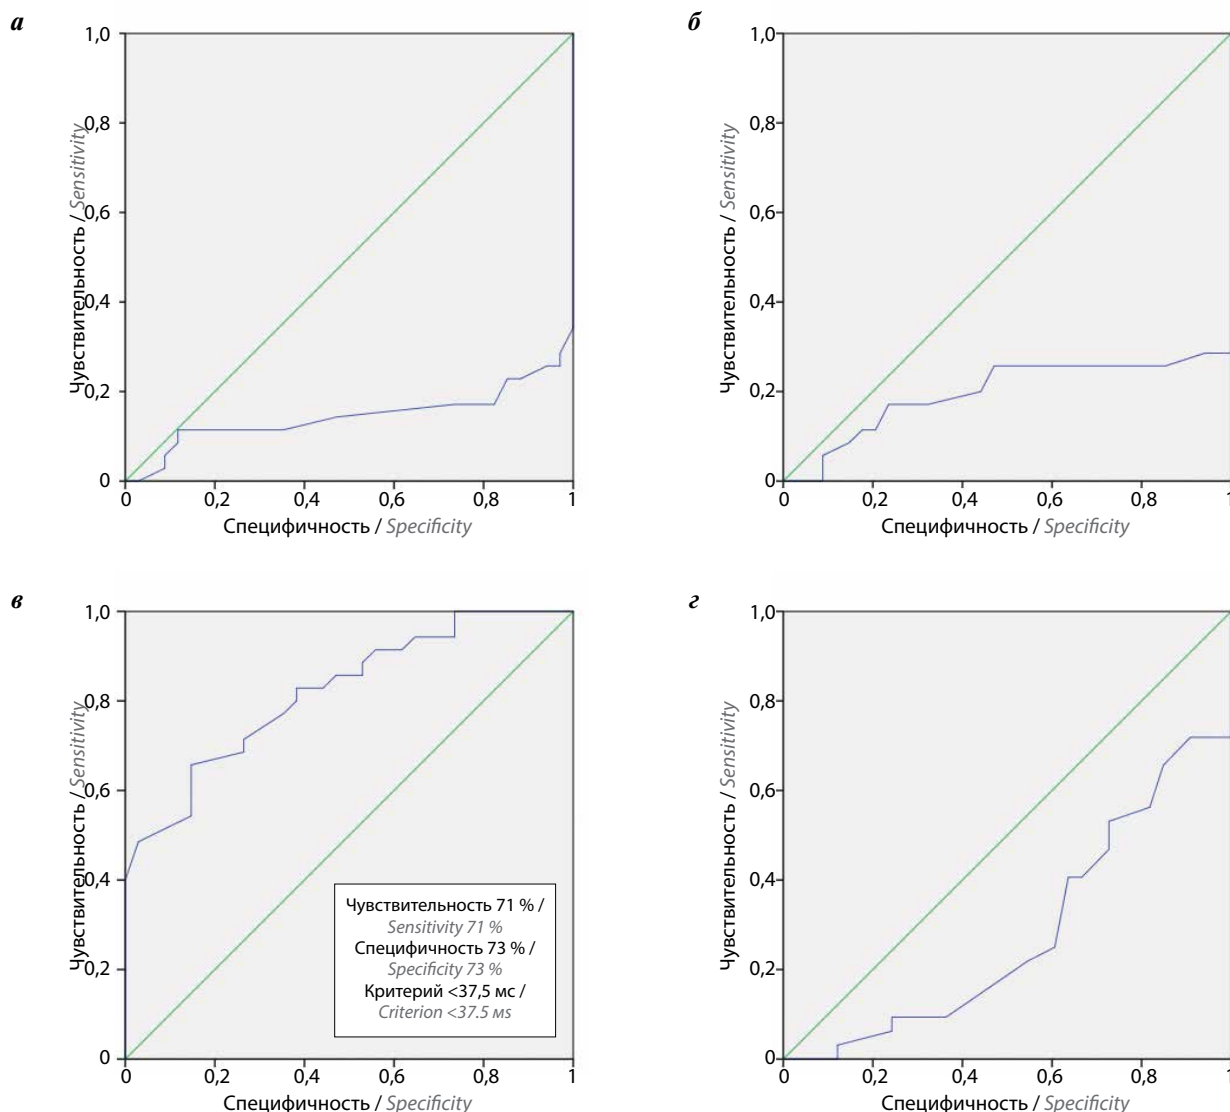 а
1,0
0,8
0,6
0,4
0,2
0
Чувствительность / Sensitivity
0 0,2 0,4 0,6 0,8 1
Специфичность / Specificity
б
1,0
0,8
0,6
0,4
0,2
0
Чувствительность / Sensitivity
0 0,2 0,4 0,6 0,8 1
Специфичность / Specificity
в
1,0
0,8
0,6
0,4
0,2
0
Чувствительность / Sensitivity
Чувствительность 71 % /
Sensitivity 71 %
Специфичность 73 % /
Specificity 73 %
Критерий <37,5 мс /
Criterion <37.5 мs
0 0,2 0,4 0,6 0,8 1
Специфичность / Specificity
г
1,0
0,8
0,6
0,4
0,2
0
Чувствительность / Sensitivity
0 0,2 0,4 0,6 0,8 1
Специфичность / Specificity